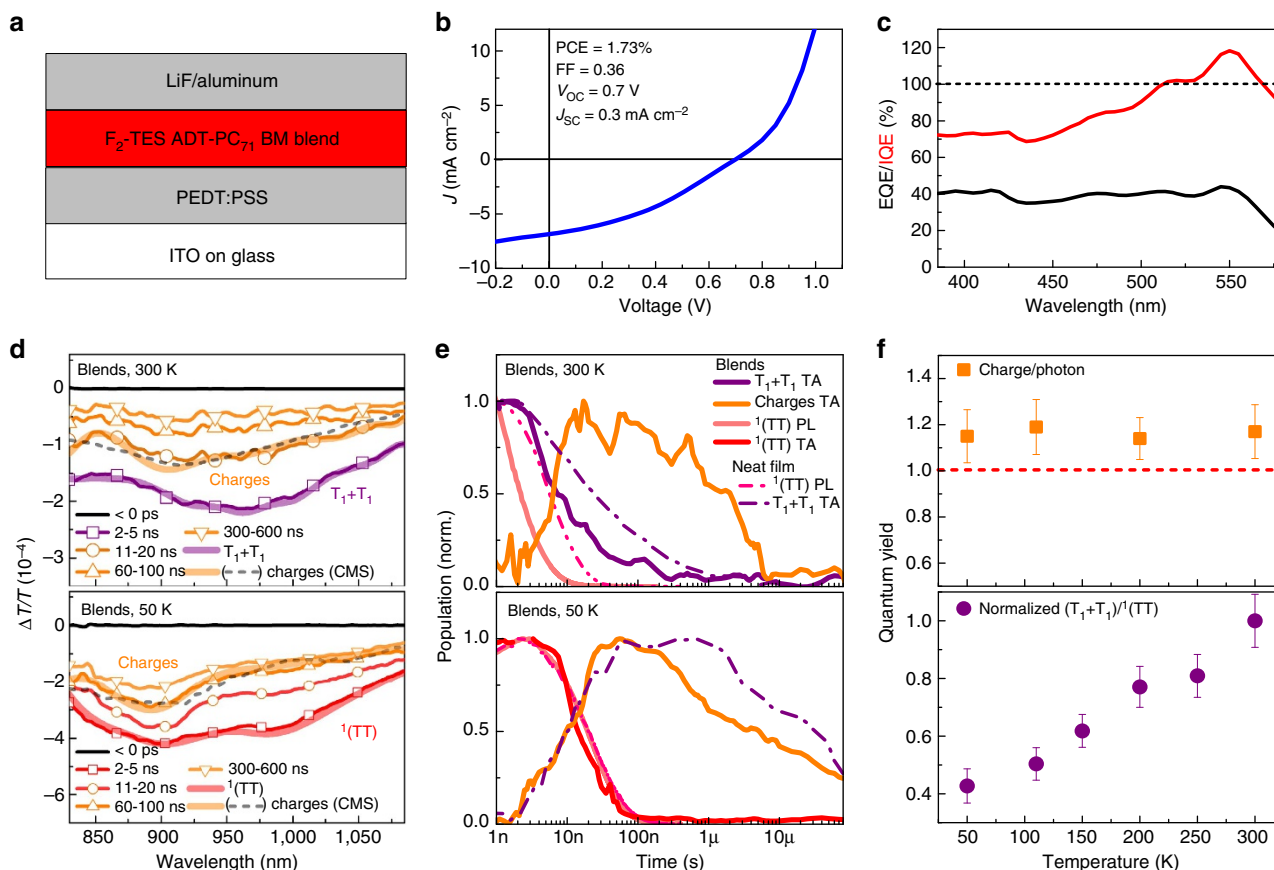 a
LiF/aluminum
F₂-TES ADT-PC₇₁ BM blend
PEDT:PSS
ITO on glass
b
PCE = 1.73%
FF = 0.36
V_OC = 0.7 V
J_SC = 0.3 mA cm⁻²
10
5
0
−5
−10
J (mA cm⁻²)
−0.2 0.0 0.2 0.4 0.6 0.8 1.0
Voltage (V)
c
120
100
80
60
40
20
0
EQE/IQE (%)
400 450 500 550
Wavelength (nm)
d
Blends, 300 K
0
−1
−2
−3
Charges
T₁+T₁
< 0 ps
2-5 ns
11-20 ns
60-100 ns
300-600 ns
T₁+T₁
( ) charges (CMS)
Δ T/T (10⁻⁴)
Blends, 50 K
0
−2
−4
−6
Charges
¹(TT)
< 0 ps
2-5 ns
11-20 ns
60-100 ns
300-600 ns
¹(TT)
( ) charges (CMS)
850 900 950 1,000 1,050
Wavelength (nm)
e
Blends, 300 K
Blends
T₁+T₁ TA
Charges TA
¹(TT) PL
¹(TT) TA
Neat film
¹(TT) PL
T₁+T₁ TA
1.0
0.5
0.0
Population (norm.)
Blends, 50 K
1.0
0.5
0.0
1n 10n 100n 1μ 10μ
Time (s)
f
Charge/photon
1.4
1.2
1.0
0.8
0.6
Quantum yield
Normalized (T₁+T₁)/¹(TT)
1.0
0.8
0.6
0.4
50 100 150 200 250 300
Temperature (K)